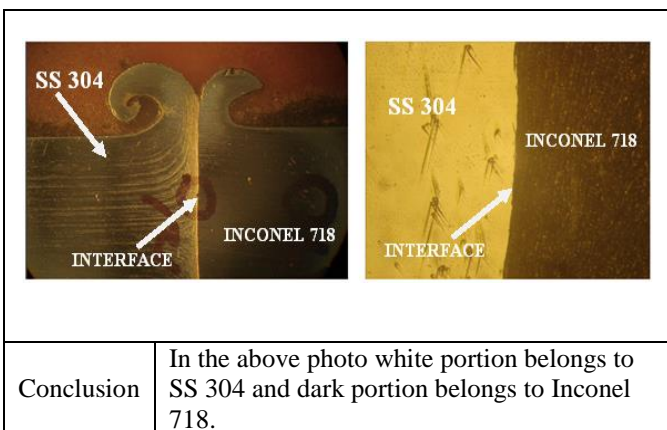 SS 304
INTERFACE
INCONEL 718
SS 304
INCONEL 718
INTERFACE
Conclusion
In the above photo white portion belongs to
SS 304 and dark portion belongs to Inconel
718.